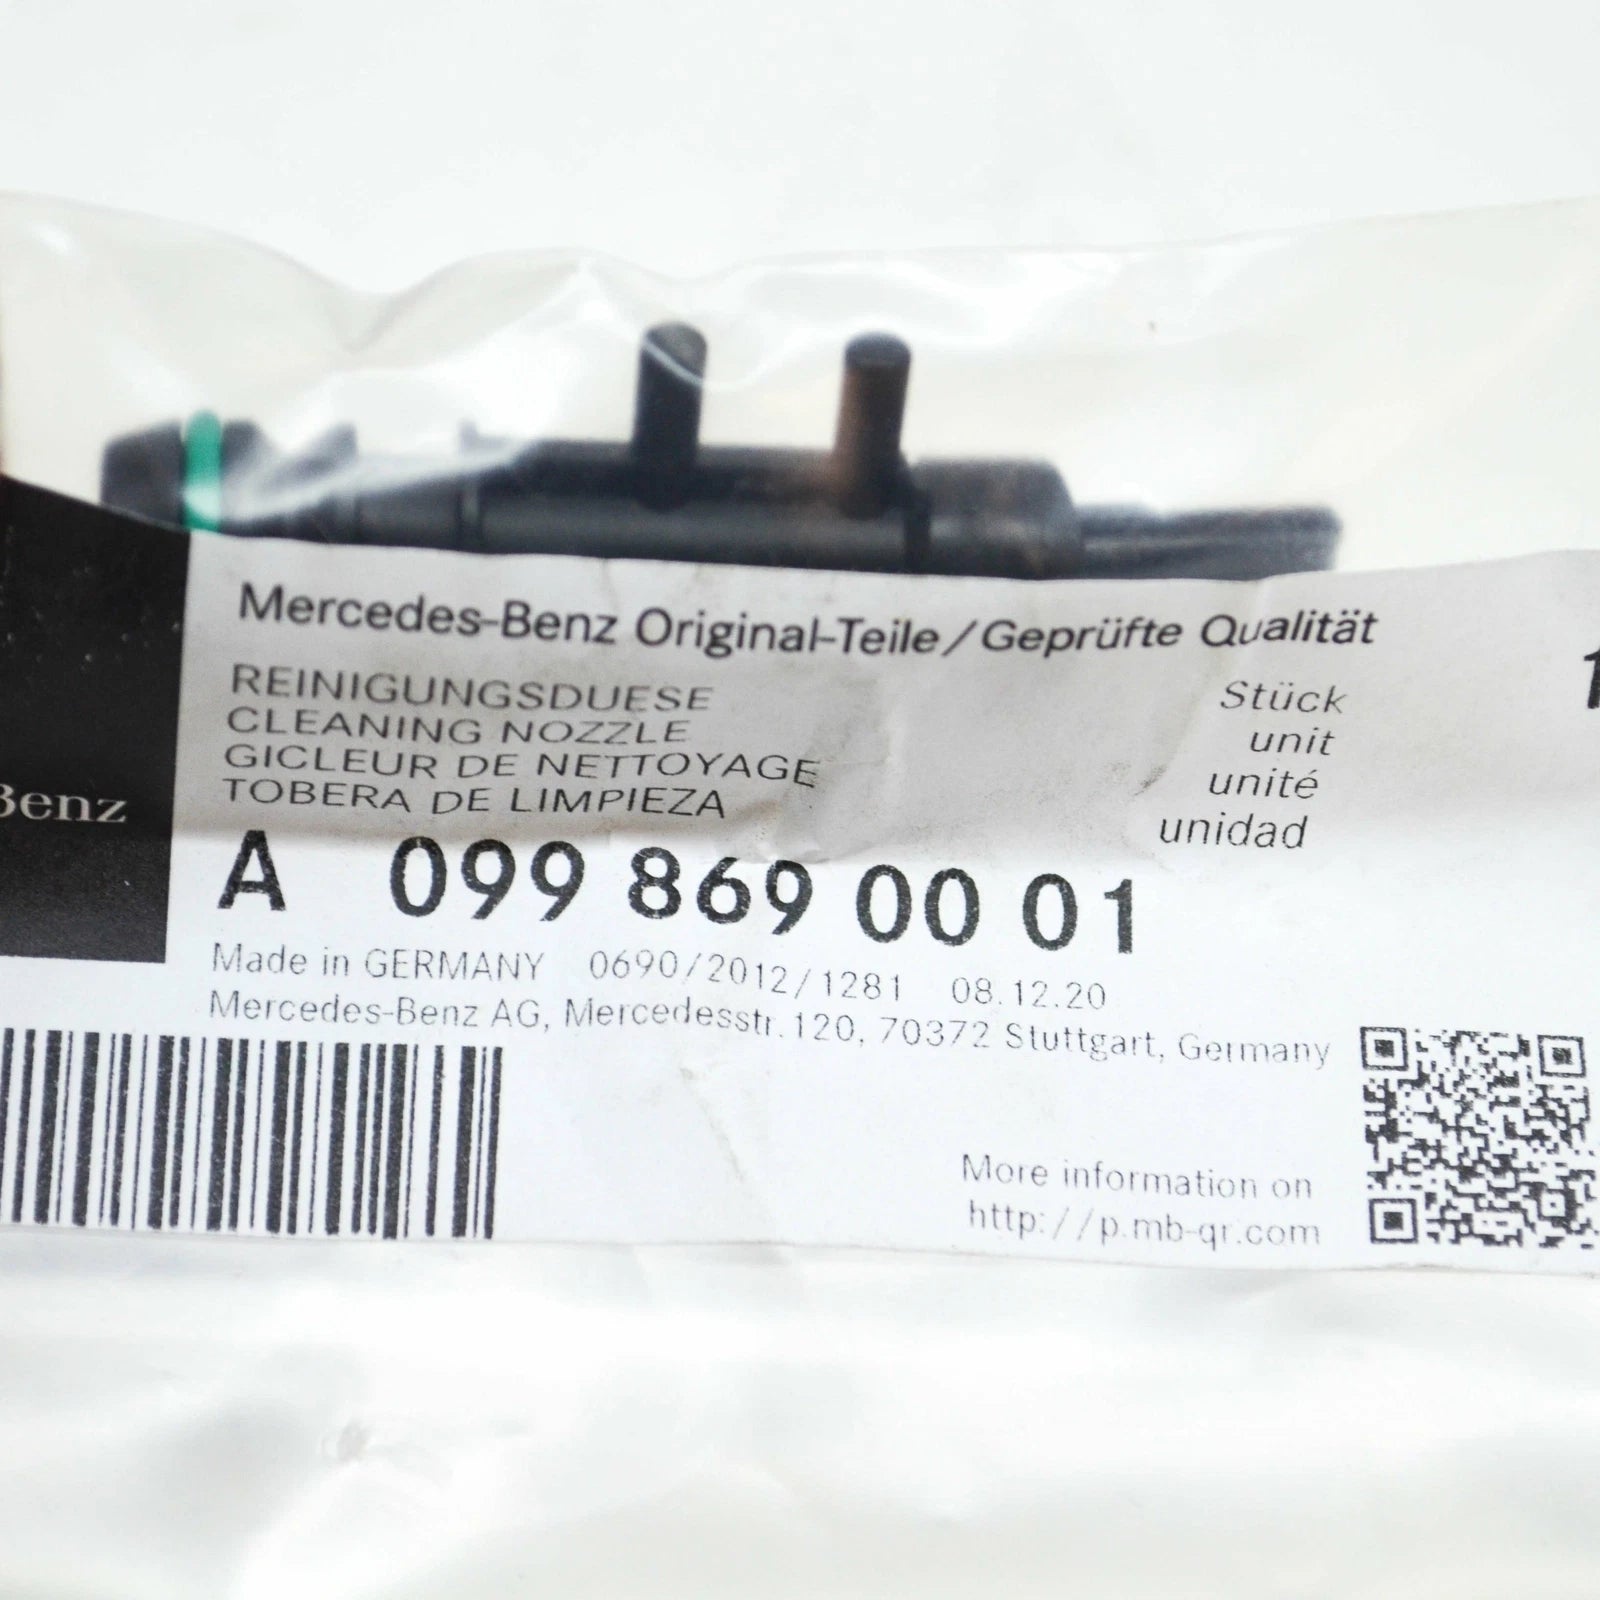 Mercedes-Benz Original-Teile/Geprüfte Qualität
REINIGUNGSDUESE
CLEANING NOZZLE
GICLEUR DE NETTOYAGE
TOBERA DE LIMPIEZA
Stück 1
unit
unité
unidad
Benz
A 099 869 00 01
Made in GERMANY 0690/2012/1281 08.12.20
Mercedes-Benz AG, Mercedesstr.120, 70372 Stuttgart, Germany
More information on
http://p.mb-qr.com